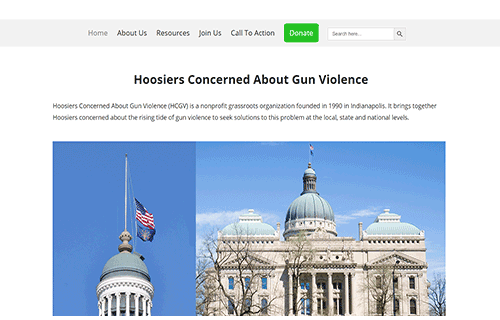 Home About Us Resources Join Us Call To Action Donate Search here...
Hoosiers Concerned About Gun Violence
Hoosiers Concerned About Gun Violence (HCGV) is a nonprofit grassroots organization founded in 1990 in Indianapolis. It brings together
Hoosiers concerned about the rising tide of gun violence to seek solutions to this problem at the local, state and national levels.